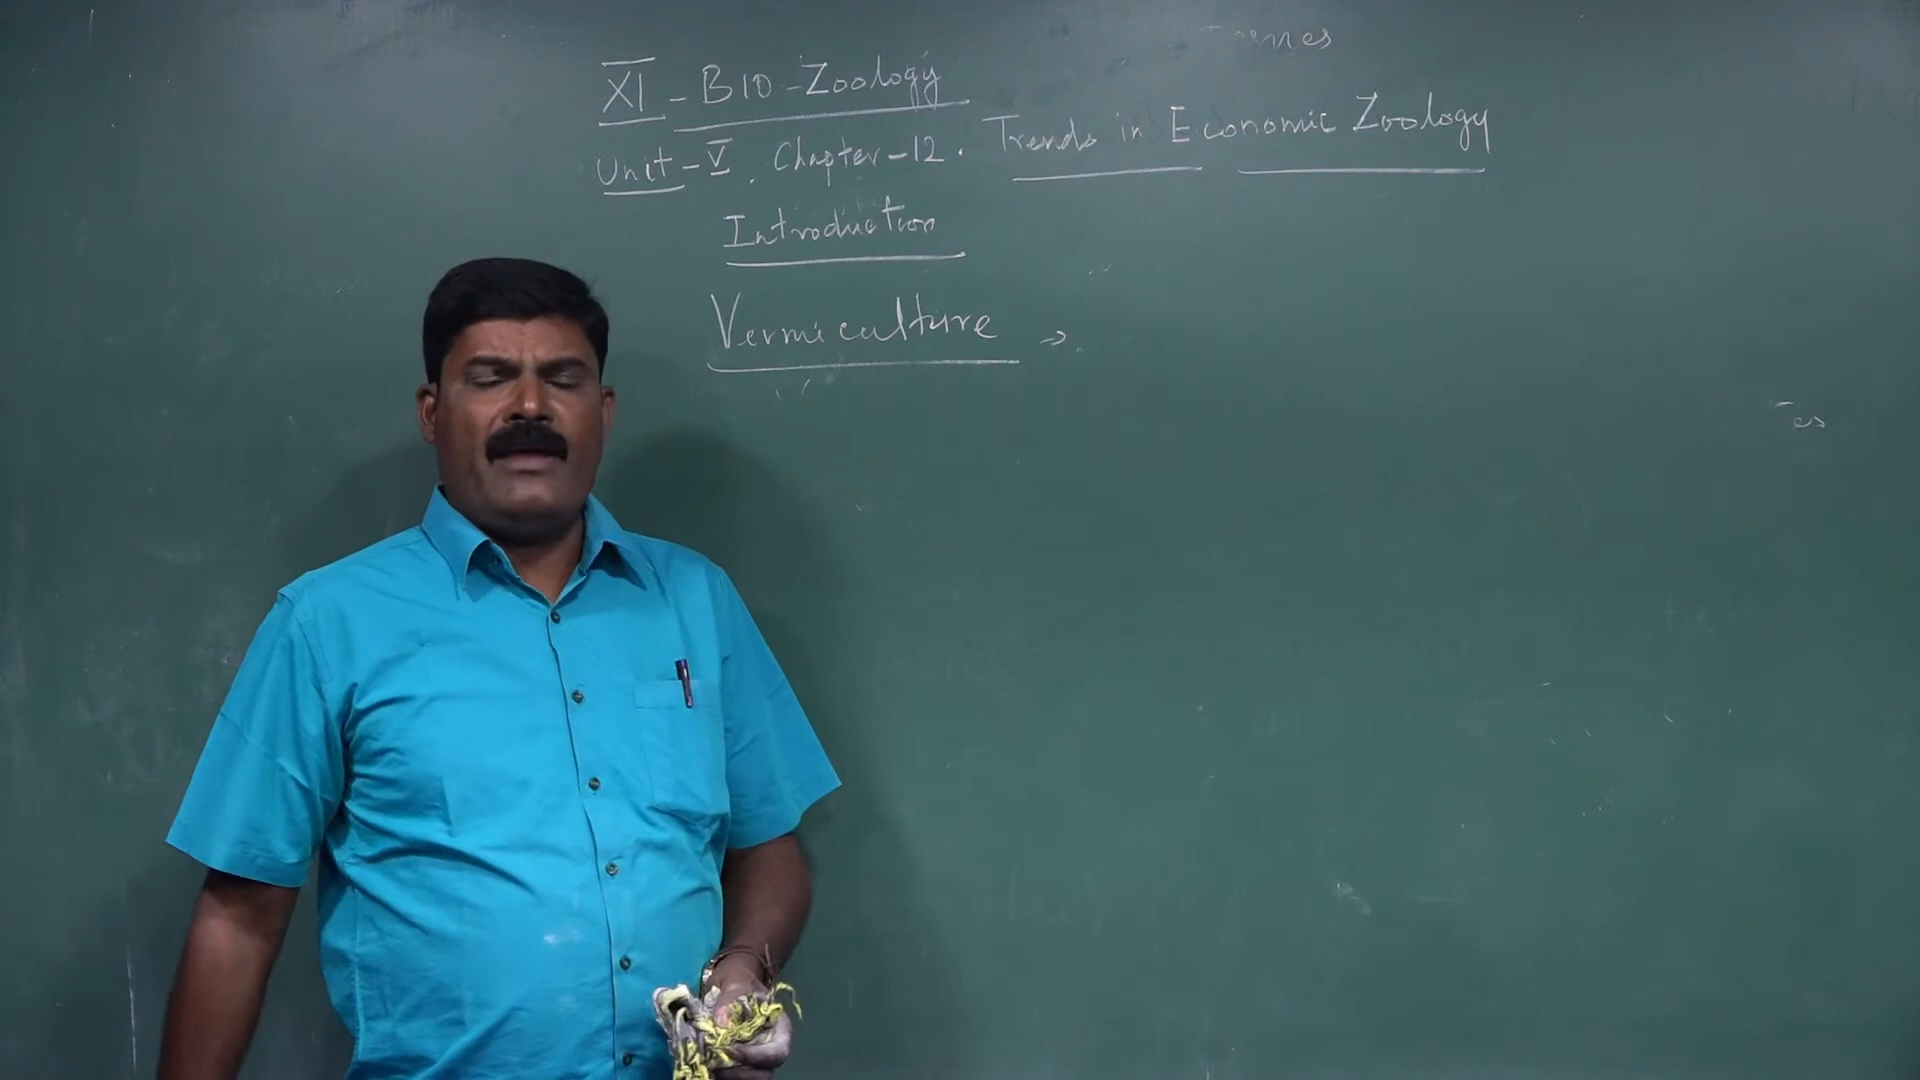 XI - BIO - Zoology
Unit - V. Chapter - 12. Trends in Economic Zoology
Introduction
Vermiculture →